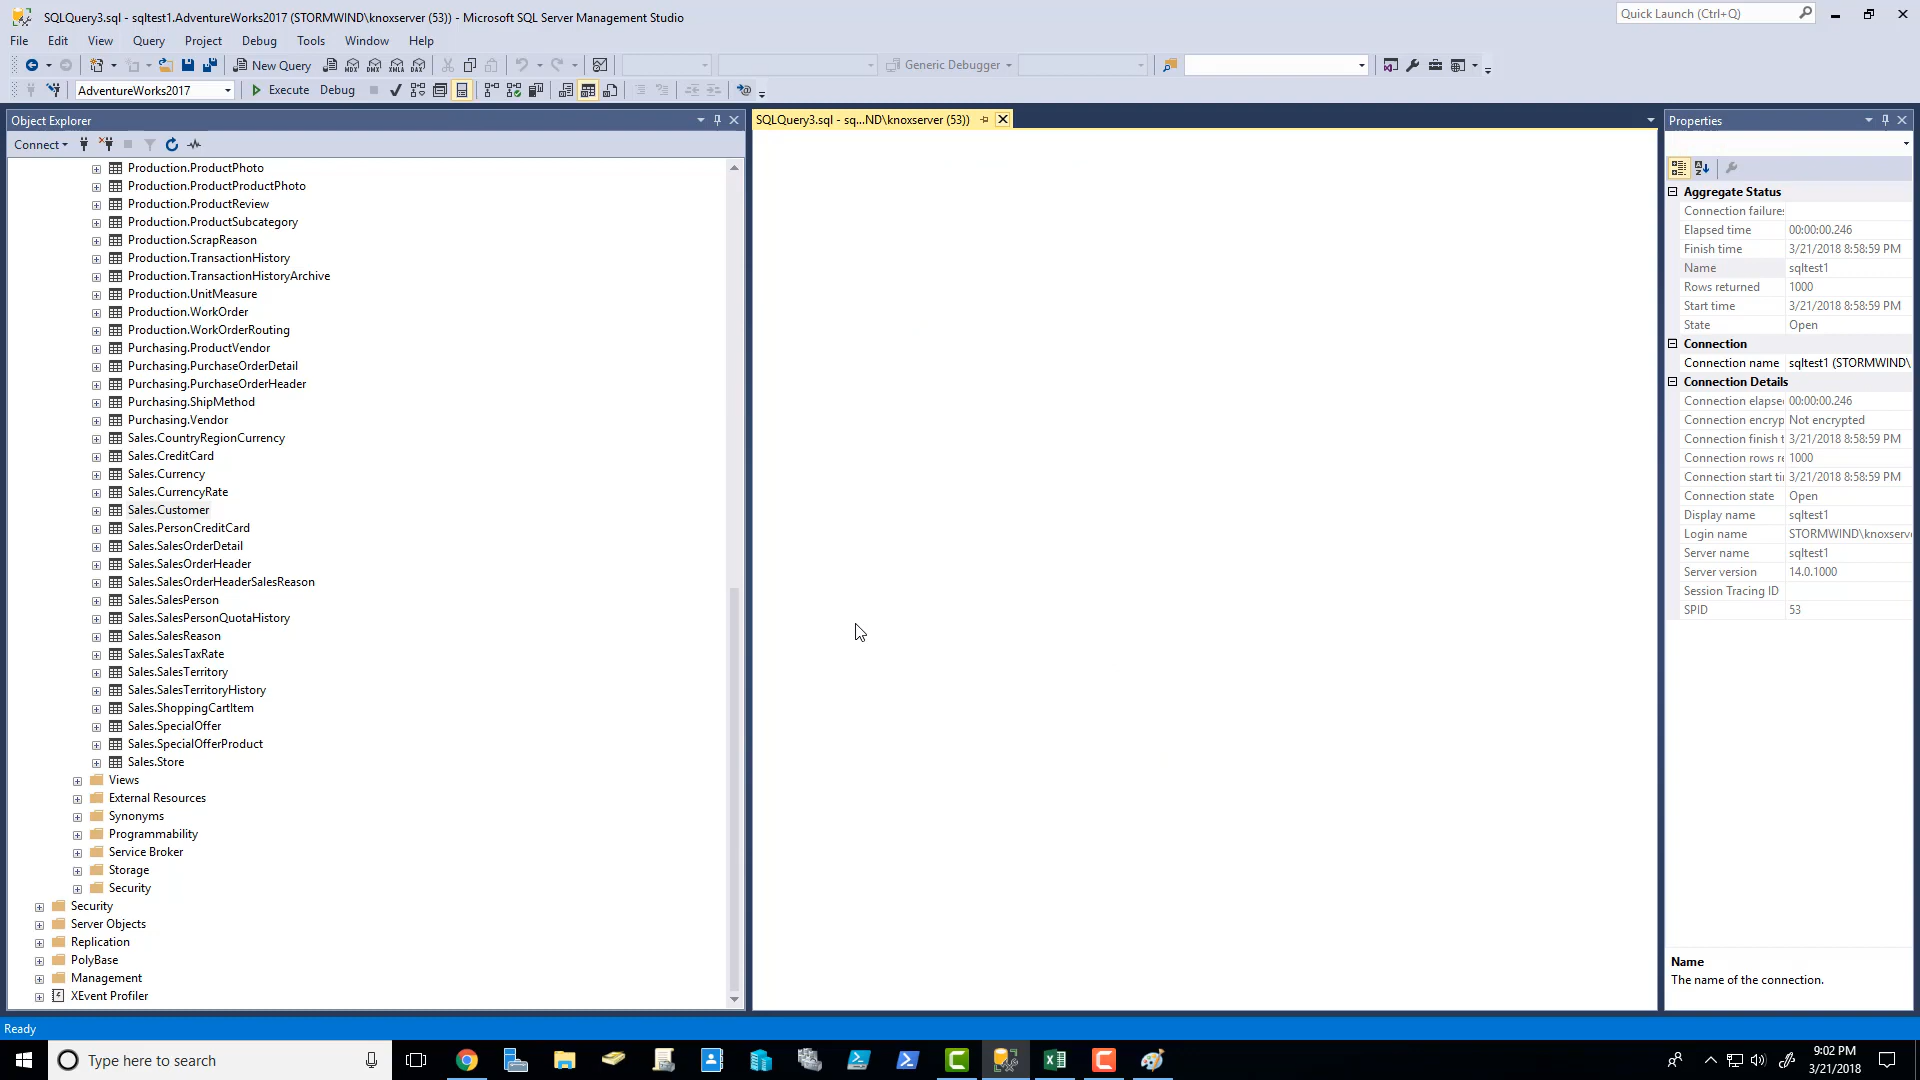 SQLQuery3.sql - sqltest1.AdventureWorks2017 (STORMWIND\knoxserver (53)) - Microsoft SQL Server Management Studio
Quick Launch (Ctrl+Q)
File Edit View Query Project Debug Tools Window Help
New Query
Generic Debugger
AdventureWorks2017
Execute Debug
Object Explorer
Connect
Production.ProductPhoto
Production.ProductProductPhoto
Production.ProductReview
Production.ProductSubcategory
Production.ScrapReason
Production.TransactionHistory
Production.TransactionHistoryArchive
Production.UnitMeasure
Production.WorkOrder
Production.WorkOrderRouting
Purchasing.ProductVendor
Purchasing.PurchaseOrderDetail
Purchasing.PurchaseOrderHeader
Purchasing.ShipMethod
Purchasing.Vendor
Sales.CountryRegionCurrency
Sales.CreditCard
Sales.Currency
Sales.CurrencyRate
Sales.Customer
Sales.PersonCreditCard
Sales.SalesOrderDetail
Sales.SalesOrderHeader
Sales.SalesOrderHeaderSalesReason
Sales.SalesPerson
Sales.SalesPersonQuotaHistory
Sales.SalesReason
Sales.SalesTaxRate
Sales.SalesTerritory
Sales.SalesTerritoryHistory
Sales.ShoppingCartItem
Sales.SpecialOffer
Sales.SpecialOfferProduct
Sales.Store
Views
External Resources
Synonyms
Programmability
Service Broker
Storage
Security
Security
Server Objects
Replication
PolyBase
Management
XEvent Profiler
SQLQuery3.sql - sq...ND\knoxserver (53))
Properties
Aggregate Status
Connection failures
Elapsed time 00:00:00.246
Finish time 3/21/2018 8:58:59 PM
Name sqltest1
Rows returned 1000
Start time 3/21/2018 8:58:59 PM
State Open
Connection
Connection name sqltest1 (STORMWIND\
Connection Details
Connection elapse 00:00:00.246
Connection encryp Not encrypted
Connection finish t 3/21/2018 8:58:59 PM
Connection rows re 1000
Connection start ti 3/21/2018 8:58:59 PM
Connection state Open
Display name sqltest1
Login name STORMWIND\knoxserv
Server name sqltest1
Server version 14.0.1000
Session Tracing ID
SPID 53
Name
The name of the connection.
Ready
Type here to search
9:02 PM
3/21/2018